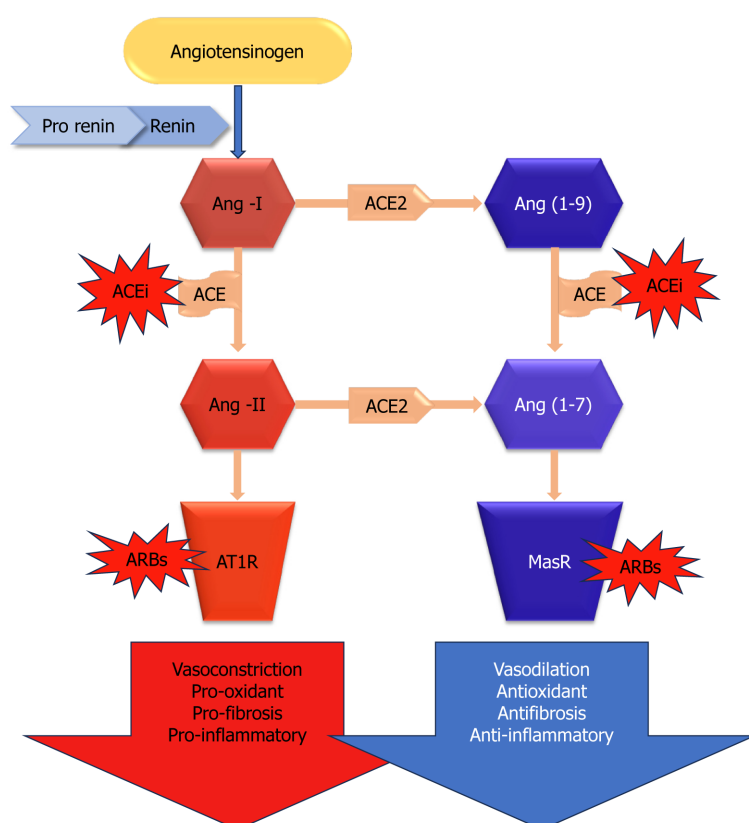 Angiotensinogen
Pro renin
Renin
Ang -I
ACE2
Ang (1-9)
ACEi
ACE
ACE
ACEi
Ang -II
ACE2
Ang (1-7)
ARBs
AT1R
MasR
ARBs
Vasoconstriction
Pro-oxidant
Pro-fibrosis
Pro-inflammatory
Vasodilation
Antioxidant
Antifibrosis
Anti-inflammatory